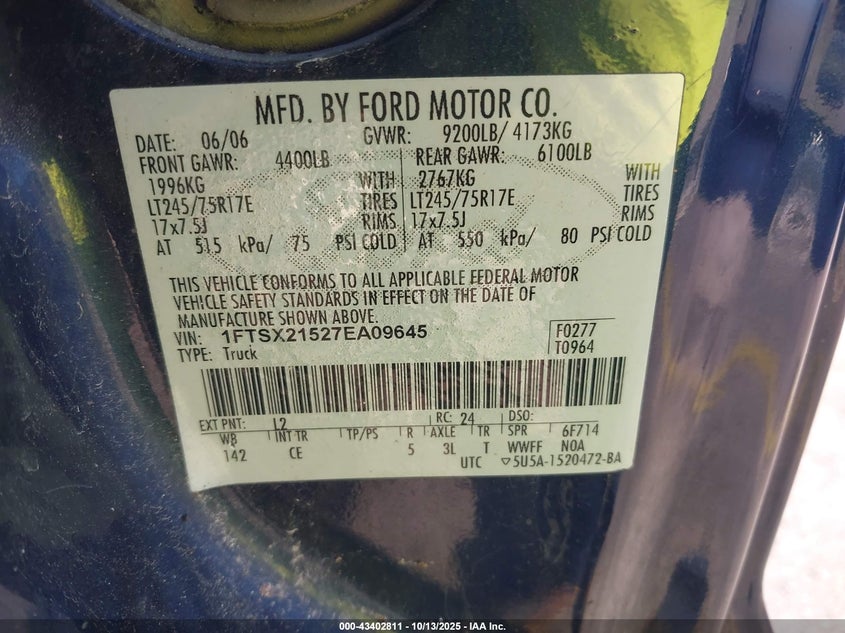 MFD. BY FORD MOTOR CO.
DATE: 06/06 GVWR: 9200LB/ 4173KG
FRONT GAWR: 4400LB REAR GAWR: 6100LB
1996KG WITH 2767KG WITH
LT245/75R17E TIRES LT245/75R17E TIRES
17x7.5J RIMS 17x7.5J RIMS
AT 515 kPa/ 75 PSI COLD AT 550 kPa/ 80 PSI COLD
THIS VEHICLE CONFORMS TO ALL APPLICABLE FEDERAL MOTOR
VEHICLE SAFETY STANDARDS IN EFFECT ON THE DATE OF
MANUFACTURE SHOWN ABOVE.
VIN: 1FTSX21527EA09645 F0277
TYPE: Truck T0964
EXT PNT: L2 RC: 24 DSO:
WB INT TR TP/PS R AXLE TR SPR 6F714
142 CE 5 3L T WWFF N0A
UTC ▽5U5A-1520472-BA
000-43402811 - 10/13/2025 - IAA Inc.